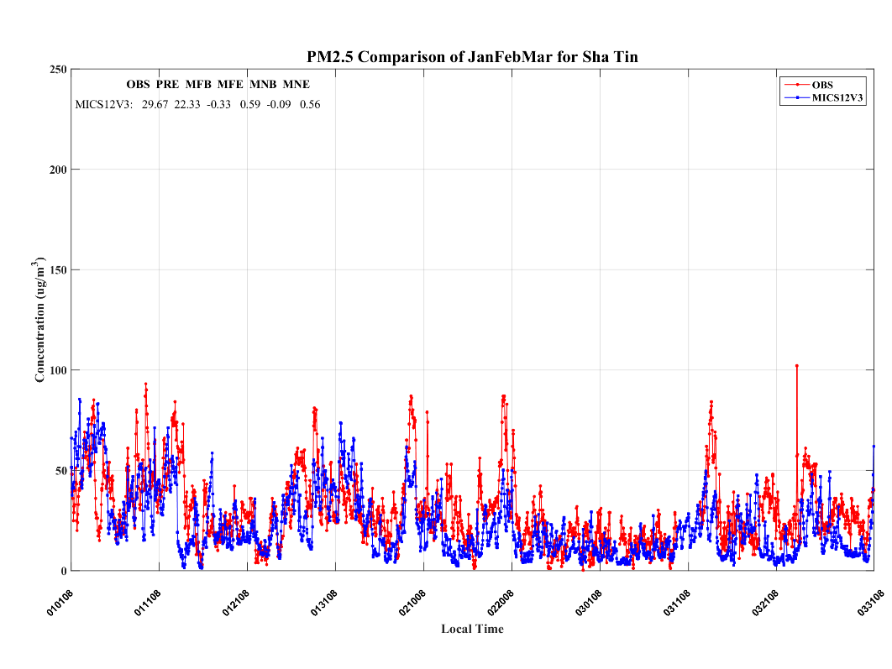 PM2.5 Comparison of JanFebMar for Sha Tin
OBS PRE MFB MFE MNB MNE
MICS12V3: 29.67 22.33 -0.33 0.59 -0.09 0.56
OBS
MICS12V3
250
200
150
100
50
0
Concentration (ug/m³)
010108 011108 012108 013108 021008 022008 030108 031108 032108 033108
Local Time